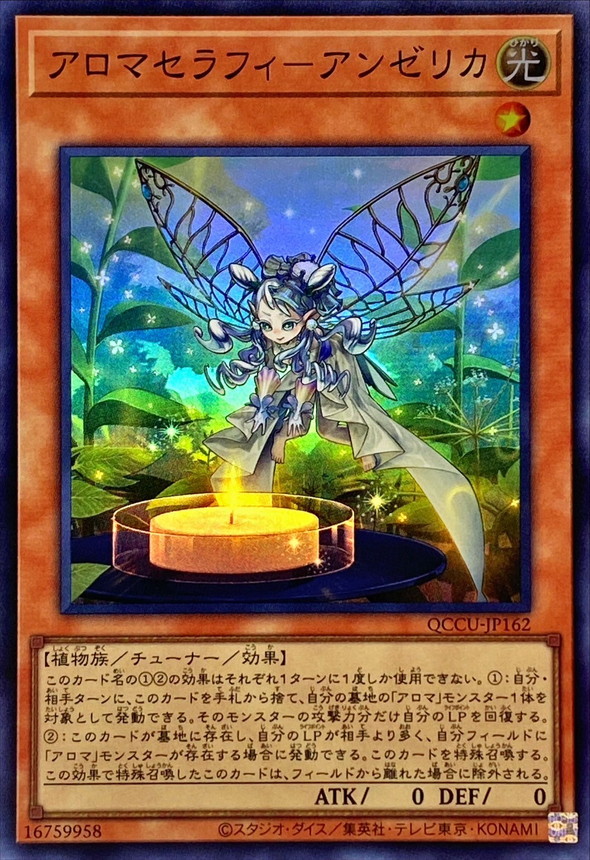 アロマセラフィーアンゼリカ
ひかり
光
QCCU-JP162
【植物族／チューナー／効果】
このカード名の①②の効果はそれぞれ1ターンに1度しか使用できない。①：自分・
相手ターンに、このカードを手札から捨て、自分の墓地の「アロマ」モンスター1体を
対象として発動できる。そのモンスターの攻撃力分だけ自分のLPを回復する。
②：このカードが墓地に存在し、自分のLPが相手より多く、自分フィールドに
「アロマ」モンスターが存在する場合に発動できる。このカードを特殊召喚する。
この効果で特殊召喚したこのカードは、フィールドから離れた場合に除外される。
ATK/ 0 DEF/ 0
16759958 ©スタジオ・ダイス／集英社・テレビ東京・KONAMI